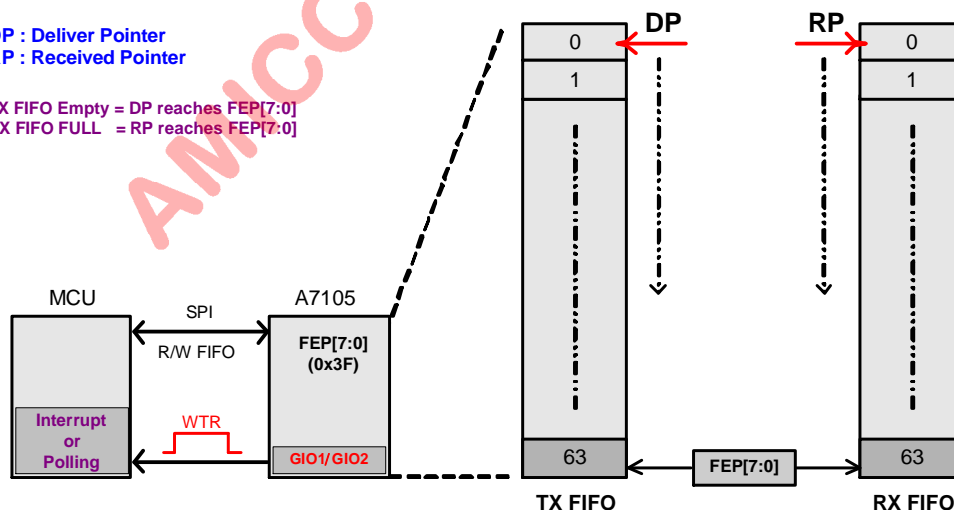 P : Deliver Pointer
P : Received Pointer
X FIFO Empty = DP reaches FEP[7:0]
X FIFO FULL = RP reaches FEP[7:0]
AMICC
DP
RP
0
1
63
TX FIFO
0
1
63
RX FIFO
FEP[7:0]
MCU
SPI
R/W FIFO
A7105
FEP[7:0]
(0x3F)
Interrupt
or
Polling
WTR
GIO1/GIO2